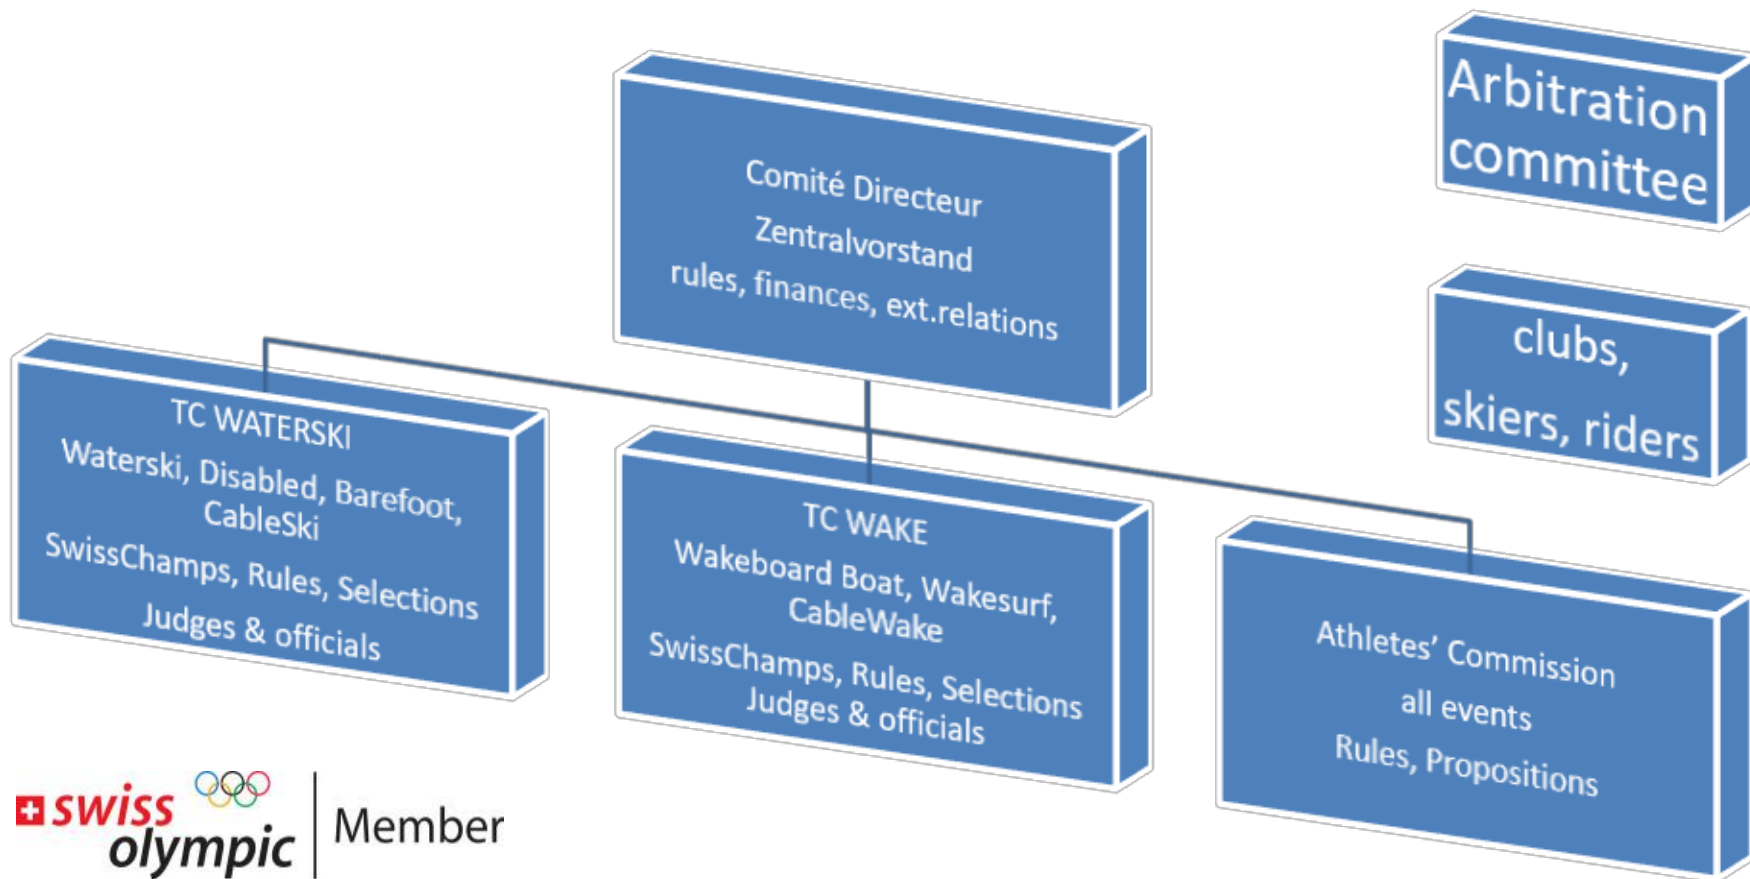 Arbitration
committee
Comité Directeur
Zentralvorstand
rules, finances, ext.relations
clubs,
skiers, riders
TC WATERSKI
Waterski, Disabled, Barefoot,
CableSki
SwissChamps, Rules, Selections
Judges & officials
TC WAKE
Wakeboard Boat, Wakesurf,
CableWake
SwissChamps, Rules, Selections
Judges & officials
Athletes’ Commission
all events
Rules, Propositions
swiss
olympic
Member